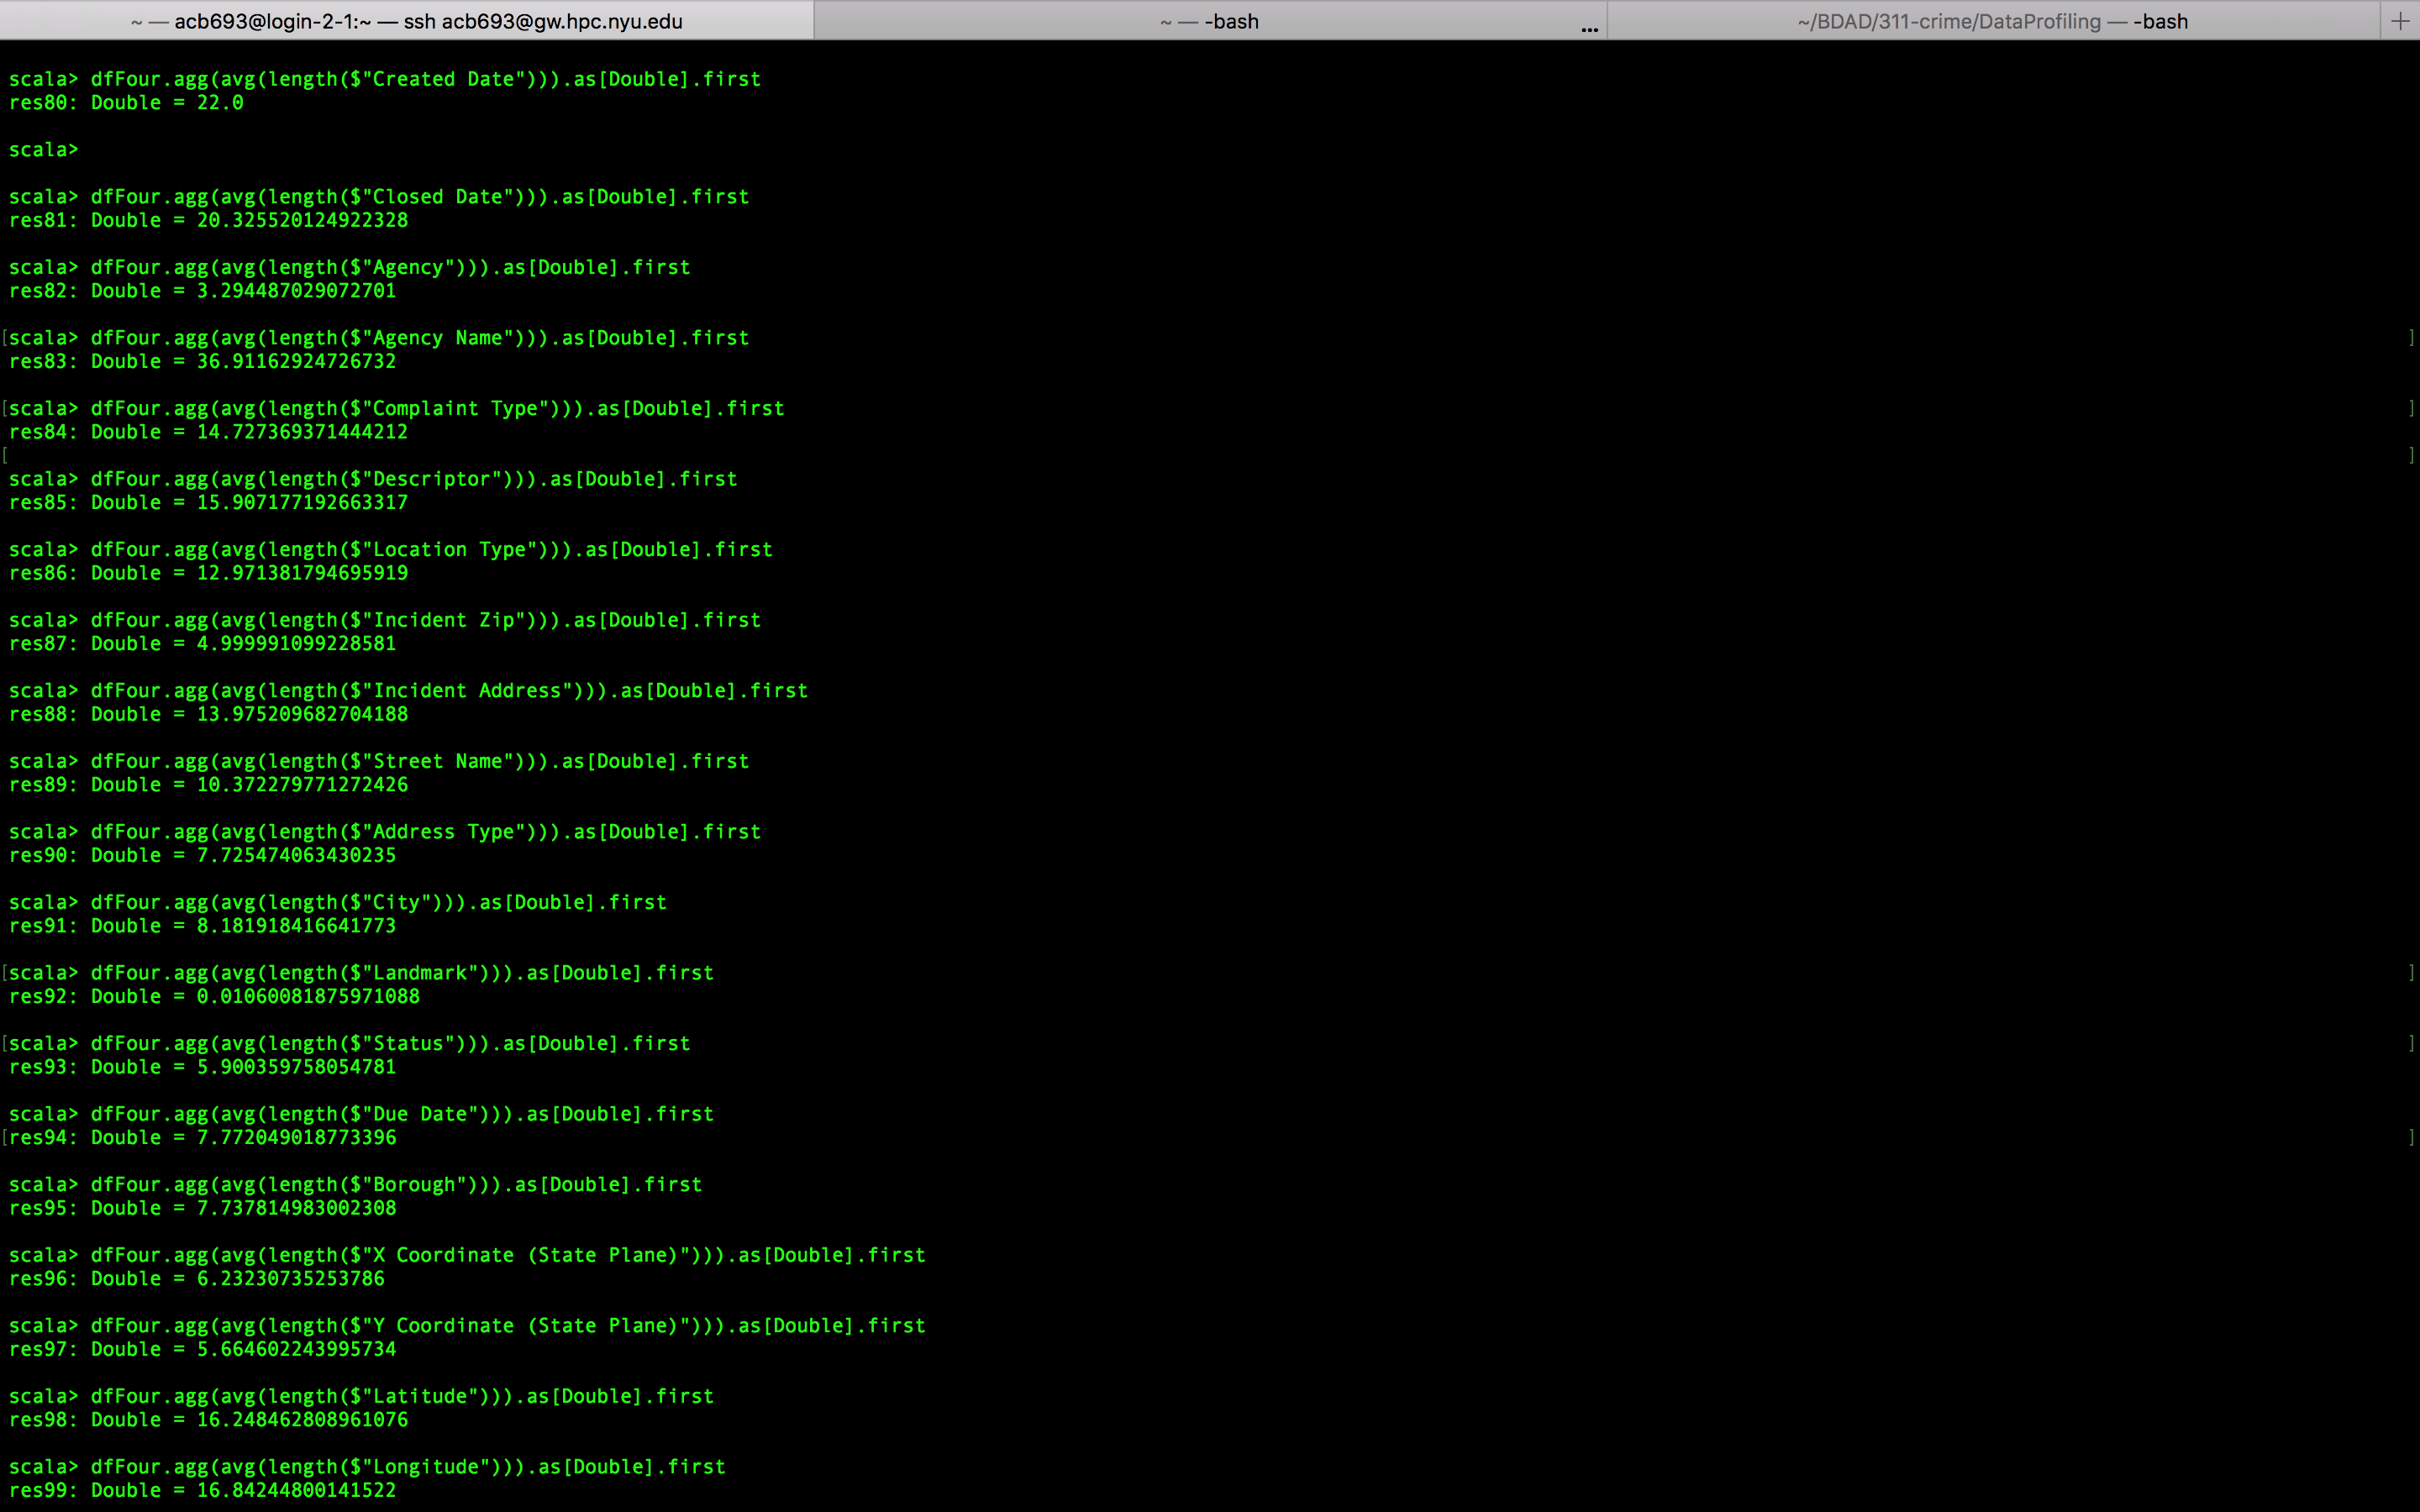 ~ — acb693@login-2-1:~ — ssh acb693@gw.hpc.nyu.edu
~ — -bash
...
~/BDAD/311-crime/DataProfiling — -bash
+
scala> dfFour.agg(avg(length($"Created Date"))).as[Double].first
res80: Double = 22.0
scala>
scala> dfFour.agg(avg(length($"Closed Date"))).as[Double].first
res81: Double = 20.325520124922328
scala> dfFour.agg(avg(length($"Agency"))).as[Double].first
res82: Double = 3.294487029072701
[scala> dfFour.agg(avg(length($"Agency Name"))).as[Double].first ]
res83: Double = 36.91162924726732
[scala> dfFour.agg(avg(length($"Complaint Type"))).as[Double].first ]
res84: Double = 14.727369371444212
[ ]
scala> dfFour.agg(avg(length($"Descriptor"))).as[Double].first
res85: Double = 15.907177192663317
scala> dfFour.agg(avg(length($"Location Type"))).as[Double].first
res86: Double = 12.971381794695919
scala> dfFour.agg(avg(length($"Incident Zip"))).as[Double].first
res87: Double = 4.999991099228581
scala> dfFour.agg(avg(length($"Incident Address"))).as[Double].first
res88: Double = 13.975209682704188
scala> dfFour.agg(avg(length($"Street Name"))).as[Double].first
res89: Double = 10.372279771272426
scala> dfFour.agg(avg(length($"Address Type"))).as[Double].first
res90: Double = 7.725474063430235
scala> dfFour.agg(avg(length($"City"))).as[Double].first
res91: Double = 8.181918416641773
[scala> dfFour.agg(avg(length($"Landmark"))).as[Double].first ]
res92: Double = 0.01060081875971088
[scala> dfFour.agg(avg(length($"Status"))).as[Double].first ]
res93: Double = 5.900359758054781
scala> dfFour.agg(avg(length($"Due Date"))).as[Double].first
[res94: Double = 7.772049018773396 ]
scala> dfFour.agg(avg(length($"Borough"))).as[Double].first
res95: Double = 7.737814983002308
scala> dfFour.agg(avg(length($"X Coordinate (State Plane)"))).as[Double].first
res96: Double = 6.23230735253786
scala> dfFour.agg(avg(length($"Y Coordinate (State Plane)"))).as[Double].first
res97: Double = 5.664602243995734
scala> dfFour.agg(avg(length($"Latitude"))).as[Double].first
res98: Double = 16.248462808961076
scala> dfFour.agg(avg(length($"Longitude"))).as[Double].first
res99: Double = 16.84244800141522